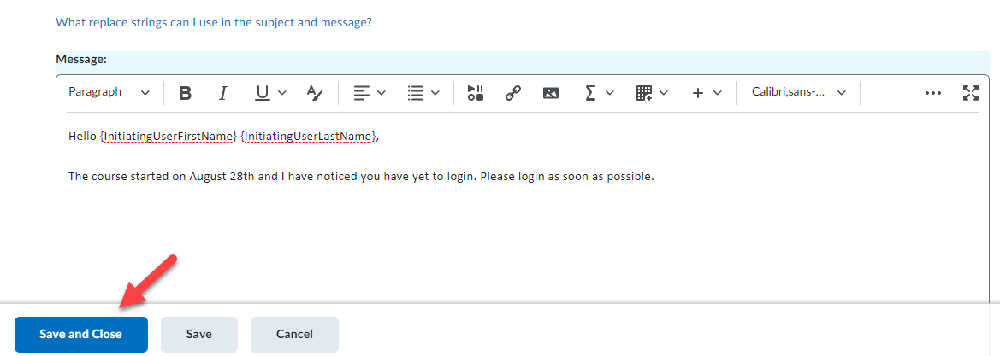 What replace strings can I use in the subject and message?
Message:
Paragraph B I U A Σ + Calibri,sans-... ...
Hello {InitiatingUserFirstName} {InitiatingUserLastName},
The course started on August 28th and I have noticed you have yet to login. Please login as soon as possible.
Save and Close Save Cancel